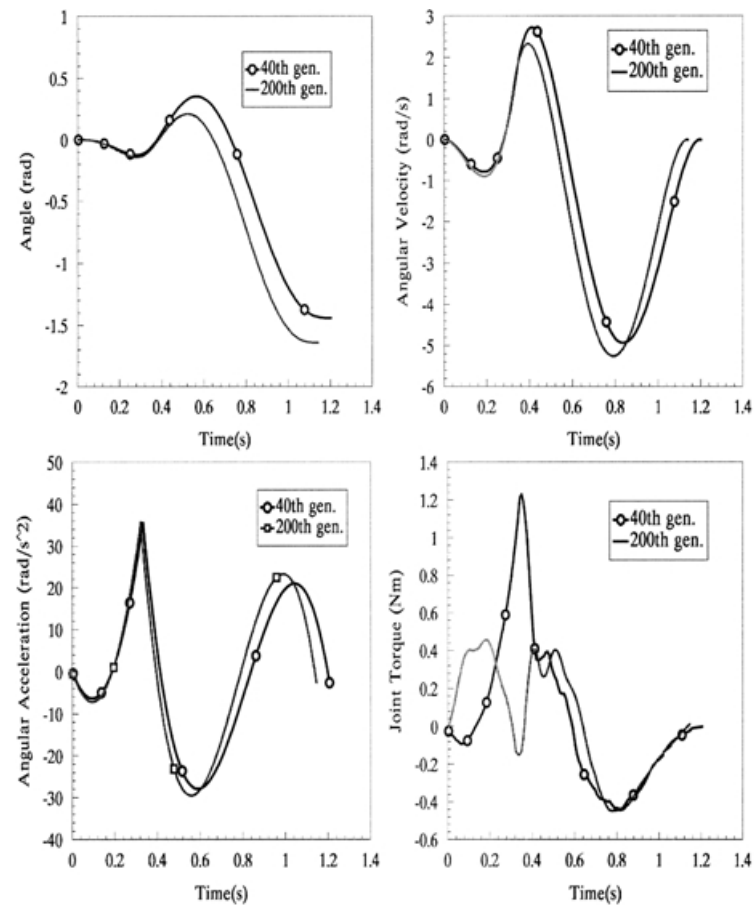 1
0.5
0
-0.5
-1
-1.5
-2
Angle (rad)
40th gen.
200th gen.
0 0.2 0.4 0.6 0.8 1 1.2 1.4
Time(s)
3
2
1
0
-1
-2
-3
-4
-5
-6
Angular Velocity (rad/s)
40th gen.
200th gen.
0 0.2 0.4 0.6 0.8 1.0 1.2 1.4
Time(s)
50
40
30
20
10
0
-10
-20
-30
-40
Angular Acceleration (rad/s^2)
40th gen.
200th gen.
0 0.2 0.4 0.6 0.8 1 1.2 1.4
Time(s)
1.4
1.2
1
0.8
0.6
0.4
0.2
0
-0.2
-0.4
-0.6
Joint Torque (Nm)
40th gen.
200th gen.
0 0.2 0.4 0.6 0.8 1 1.2 1.4
Time(s)